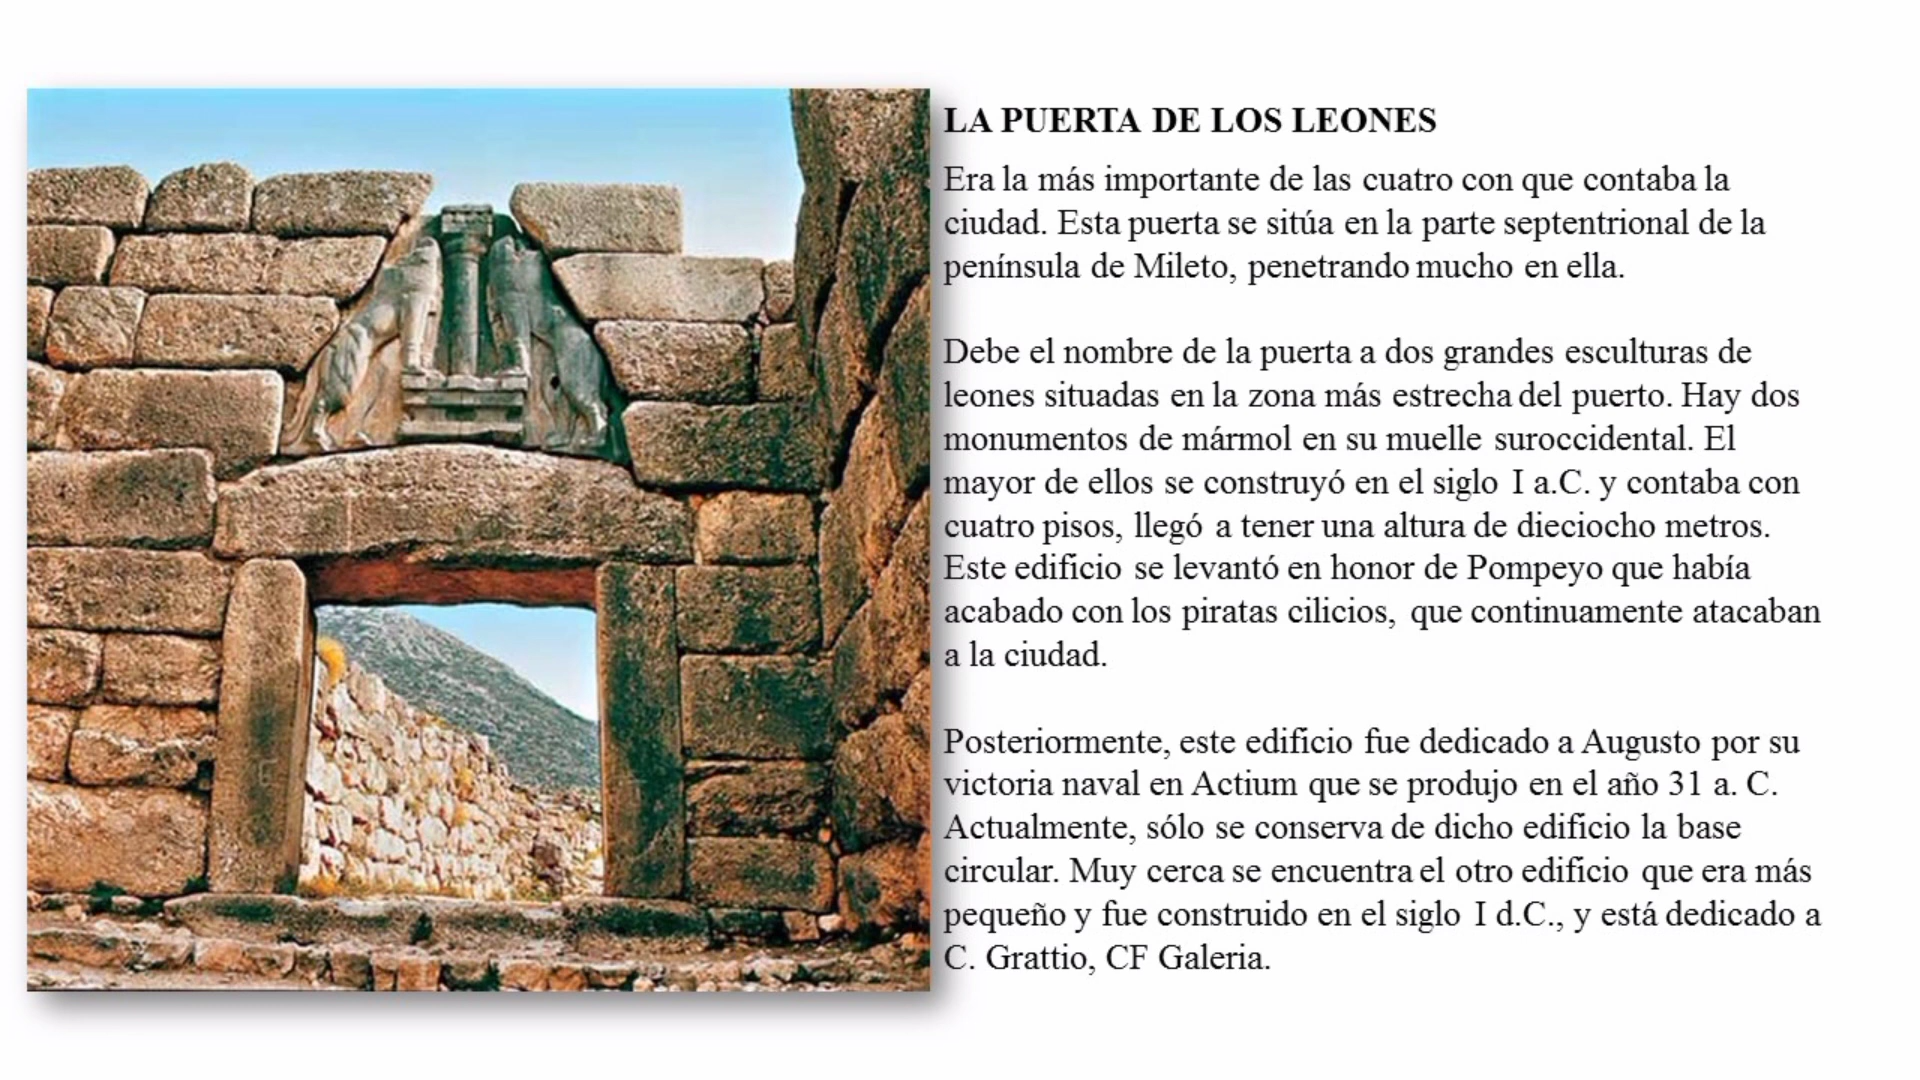 LA PUERTA DE LOS LEONES
Era la más importante de las cuatro con que contaba la
ciudad. Esta puerta se sitúa en la parte septentrional de la
península de Mileto, penetrando mucho en ella.
Debe el nombre de la puerta a dos grandes esculturas de
leones situadas en la zona más estrecha del puerto. Hay dos
monumentos de mármol en su muelle suroccidental. El
mayor de ellos se construyó en el siglo I a.C. y contaba con
cuatro pisos, llegó a tener una altura de dieciocho metros.
Este edificio se levantó en honor de Pompeyo que había
acabado con los piratas cilicios, que continuamente atacaban
a la ciudad.
Posteriormente, este edificio fue dedicado a Augusto por su
victoria naval en Actium que se produjo en el año 31 a. C.
Actualmente, sólo se conserva de dicho edificio la base
circular. Muy cerca se encuentra el otro edificio que era más
pequeño y fue construido en el siglo I d.C., y está dedicado a
C. Grattio, CF Galeria.